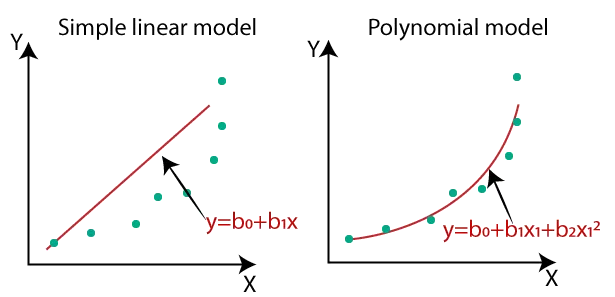 Simple linear model
Y
y=b₀+b₁x
X
Polynomial model
Y
y=b₀+b₁x₁+b₂x₁²
X